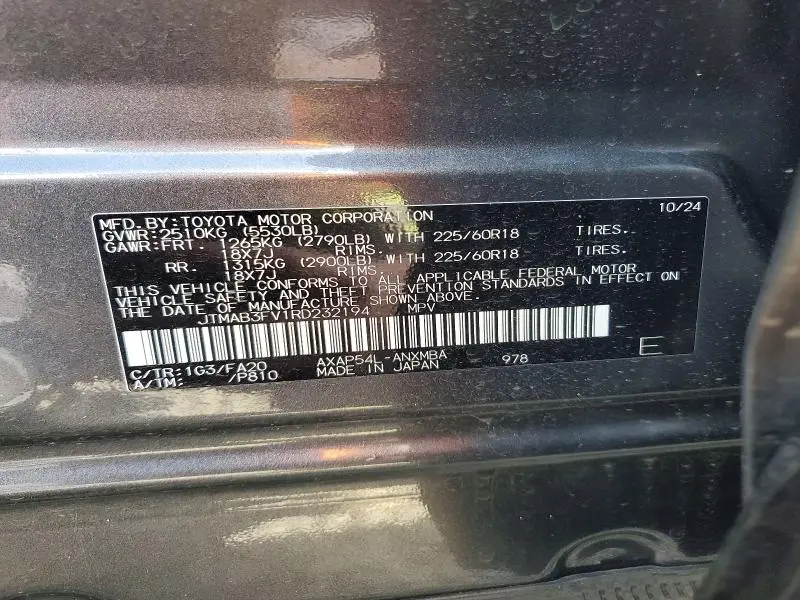 MFD. BY: TOYOTA MOTOR CORPORATION 10/24
GVWR: 2510KG (5530LB)
GAWR: FRT. 1265KG (2790LB) WITH 225/60R18 TIRES.
18X7J RIMS.
RR. 1315KG (2900LB) WITH 225/60R18 TIRES.
18X7J RIMS.
THIS VEHICLE CONFORMS TO ALL APPLICABLE FEDERAL MOTOR
VEHICLE SAFETY AND THEFT PREVENTION STANDARDS IN EFFECT ON
THE DATE OF MANUFACTURE SHOWN ABOVE.
JTMAB3FV1RD232194 MPV
C/TR: 1G3/FA20 AXAP54L-ANXMBA 978 E
A/TM: /P810 MADE IN JAPAN